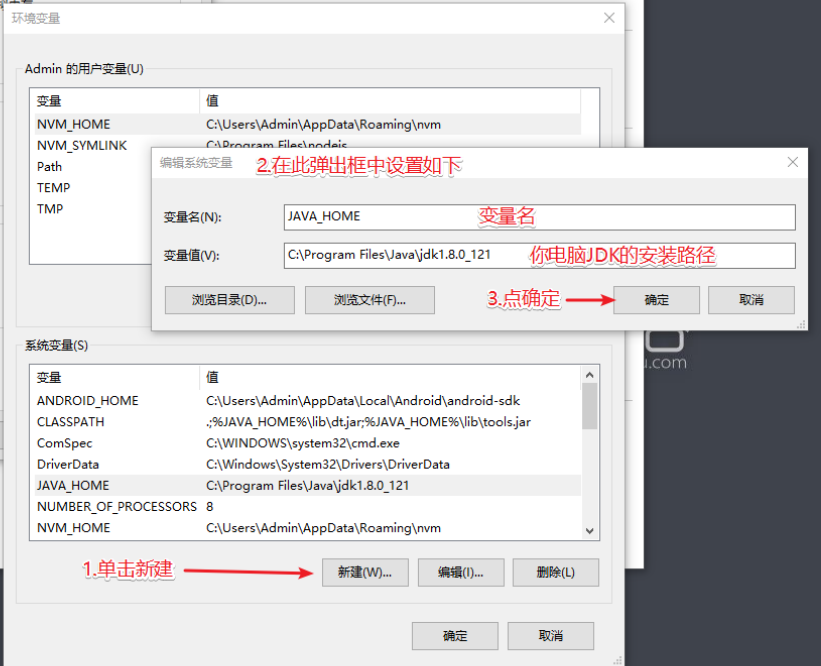 环境变量
Admin 的用户变量(U)
变量 值
NVM_HOME C:\Users\Admin\AppData\Roaming\nvm
NVM_SYMLINK C:\Program Files\nodejs
Path
TEMP
TMP
编辑系统变量
2.在此弹出框中设置如下
变量名(N): JAVA_HOME 变量名
变量值(V): C:\Program Files\Java\jdk1.8.0_121 你电脑JDK的安装路径
浏览目录(D)... 浏览文件(F)... 3.点确定 确定 取消
系统变量(S)
变量 值
ANDROID_HOME C:\Users\Admin\AppData\Local\Android\android-sdk
CLASSPATH .;%JAVA_HOME%\lib\dt.jar;%JAVA_HOME%\lib\tools.jar
ComSpec C:\WINDOWS\system32\cmd.exe
DriverData C:\Windows\System32\Drivers\DriverData
JAVA_HOME C:\Program Files\Java\jdk1.8.0_121
NUMBER_OF_PROCESSORS 8
NVM_HOME C:\Users\Admin\AppData\Roaming\nvm
1.单击新建 新建(W)... 编辑(I)... 删除(L)
确定 取消
u.com